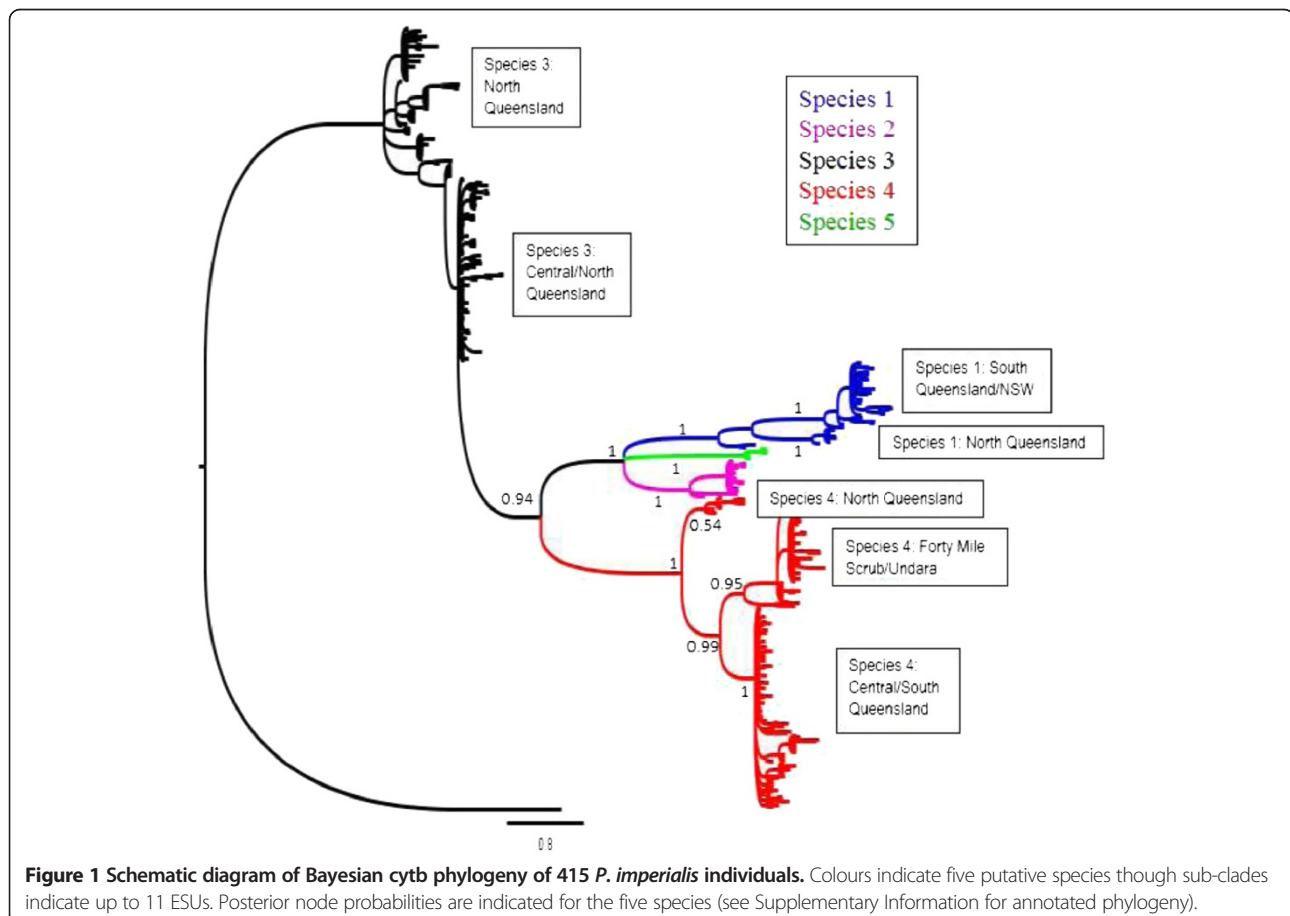 Species 3:
North
Queensland
Species 1
Species 2
Species 3
Species 4
Species 5
Species 3:
Central/North
Queensland
Species 1: South
Queensland/NSW
1
1
Species 1: North Queensland
1
1
1
0.94
1
Species 4: North Queensland
0.54
Species 4: Forty Mile
Scrub/Undara
1
0.95
0.99
Species 4:
Central/South
Queensland
1
0.8
Figure 1 Schematic diagram of Bayesian cytb phylogeny of 415 P. imperialis individuals. Colours indicate five putative species though sub-clades
indicate up to 11 ESUs. Posterior node probabilities are indicated for the five species (see Supplementary Information for annotated phylogeny).